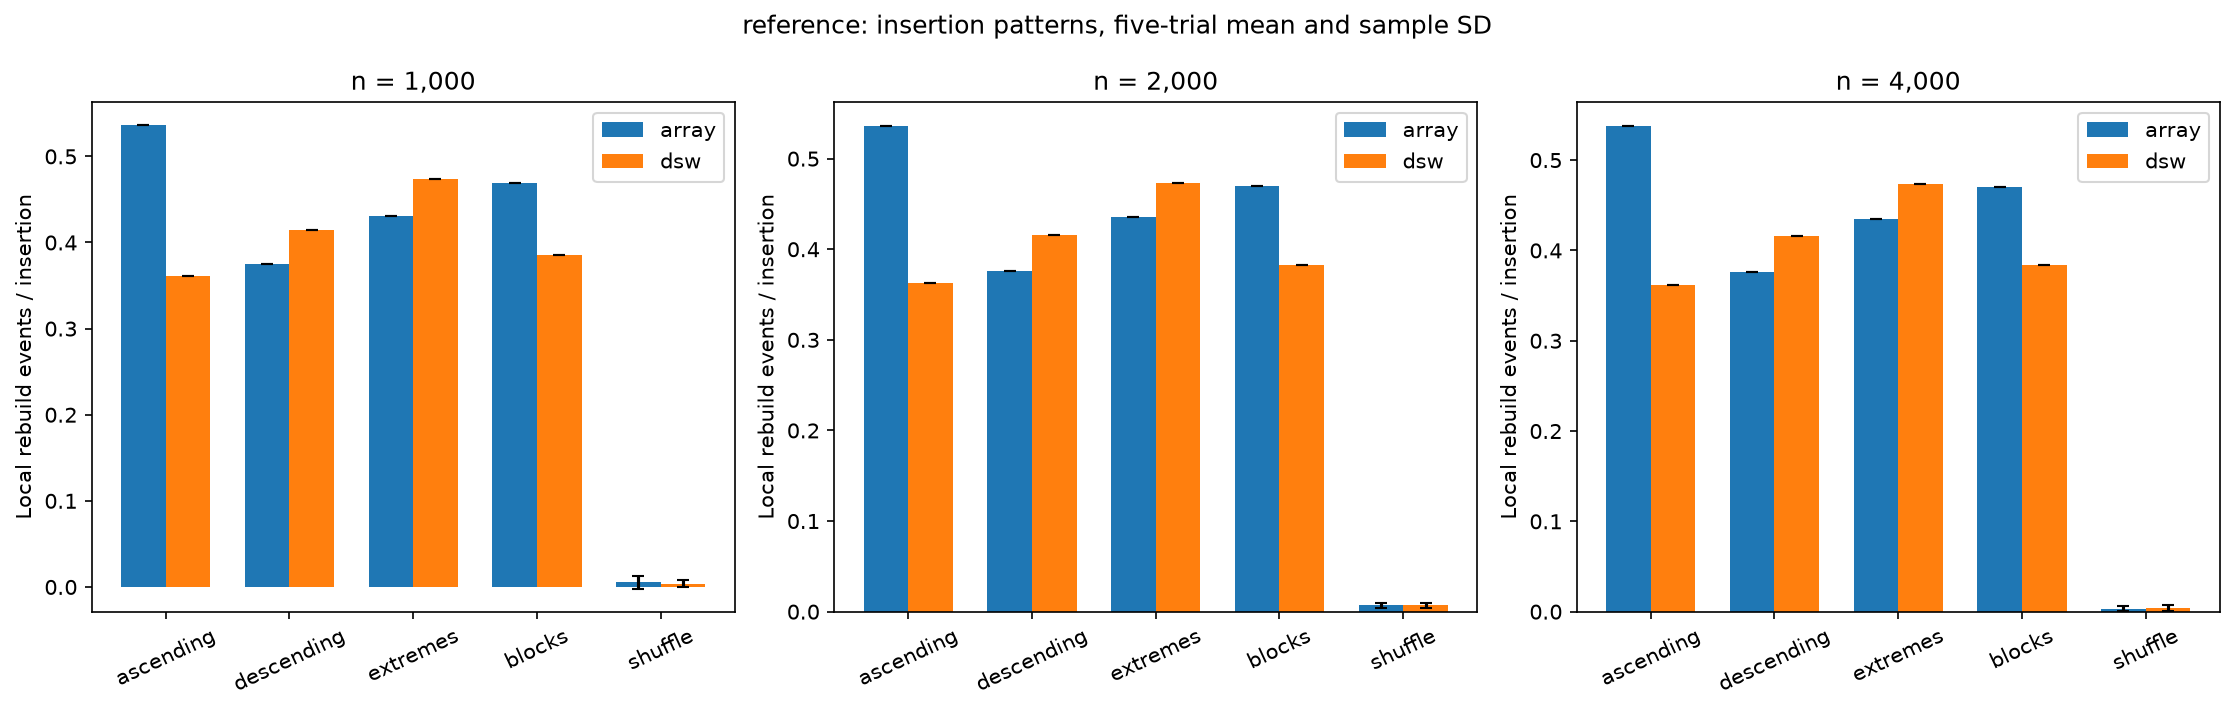 reference: insertion patterns, five-trial mean and sample SD
n = 1,000
Local rebuild events / insertion
0.5
0.4
0.3
0.2
0.1
0.0
array
dsw
ascending
descending
extremes
blocks
shuffle
n = 2,000
Local rebuild events / insertion
0.5
0.4
0.3
0.2
0.1
0.0
array
dsw
ascending
descending
extremes
blocks
shuffle
n = 4,000
Local rebuild events / insertion
0.5
0.4
0.3
0.2
0.1
0.0
array
dsw
ascending
descending
extremes
blocks
shuffle